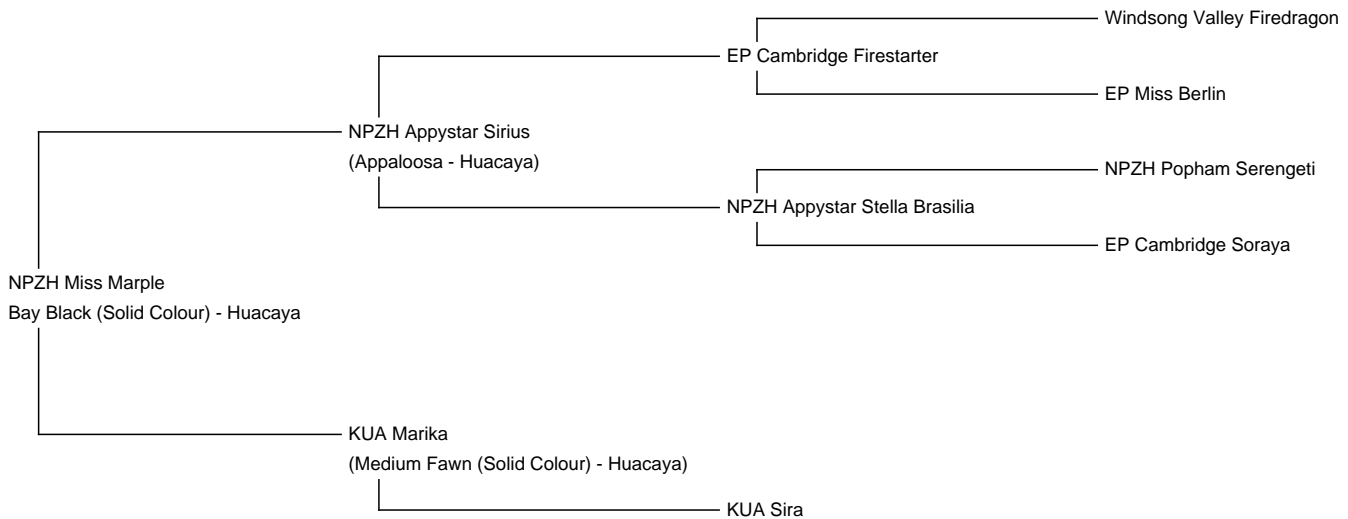 Windsong Valley Firedragon
EP Cambridge Firestarter
EP Miss Berlin
NPZH Appystar Sirius
(Appaloosa - Huacaya)
NPZH Popham Serengeti
NPZH Appystar Stella Brasilia
EP Cambridge Soraya
NPZH Miss Marple
Bay Black (Solid Colour) - Huacaya
KUA Marika
(Medium Fawn (Solid Colour) - Huacaya)
KUA Sira